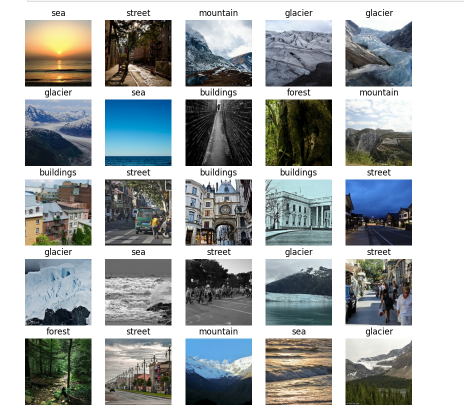 sea street mountain glacier glacier
glacier sea buildings forest mountain
buildings street buildings buildings street
glacier sea street glacier street
forest street mountain sea glacier